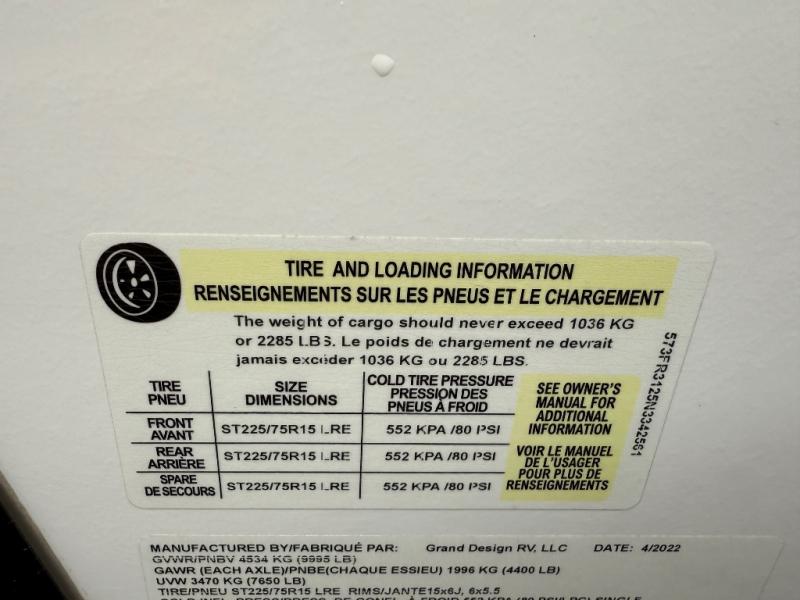 TIRE AND LOADING INFORMATION
RENSEIGNEMENTS SUR LES PNEUS ET LE CHARGEMENT
The weight of cargo should never exceed 1036 KG
or 2285 LBS. Le poids de chargement ne devrait
jamais excéder 1036 KG ou 2285 LBS.
TIRE
PNEU
SIZE
DIMENSIONS
COLD TIRE PRESSURE
PRESSION DES
PNEUS À FROID
FRONT
AVANT
ST225/75R15 LRE
552 KPA /80 PSI
REAR
ARRIÈRE
ST225/75R15 LRE
552 KPA /80 PSI
SPARE
DE SECOURS
ST225/75R15 LRE
552 KPA /80 PSI
SEE OWNER'S
MANUAL FOR
ADDITIONAL
INFORMATION
VOIR LE MANUEL
DE L'USAGER
POUR PLUS DE
RENSEIGNEMENTS
573FR3125N3342561
MANUFACTURED BY/FABRIQUÉ PAR: Grand Design RV, LLC DATE: 4/2022
GVWR/PNBV 4534 KG (9995 LB)
GAWR (EACH AXLE)/PNBE(CHAQUE ESSIEU) 1996 KG (4400 LB)
UVW 3470 KG (7650 LB)
TIRE/PNEU ST225/75R15 LRE RIMS/JANTE15x6J, 6x5.5